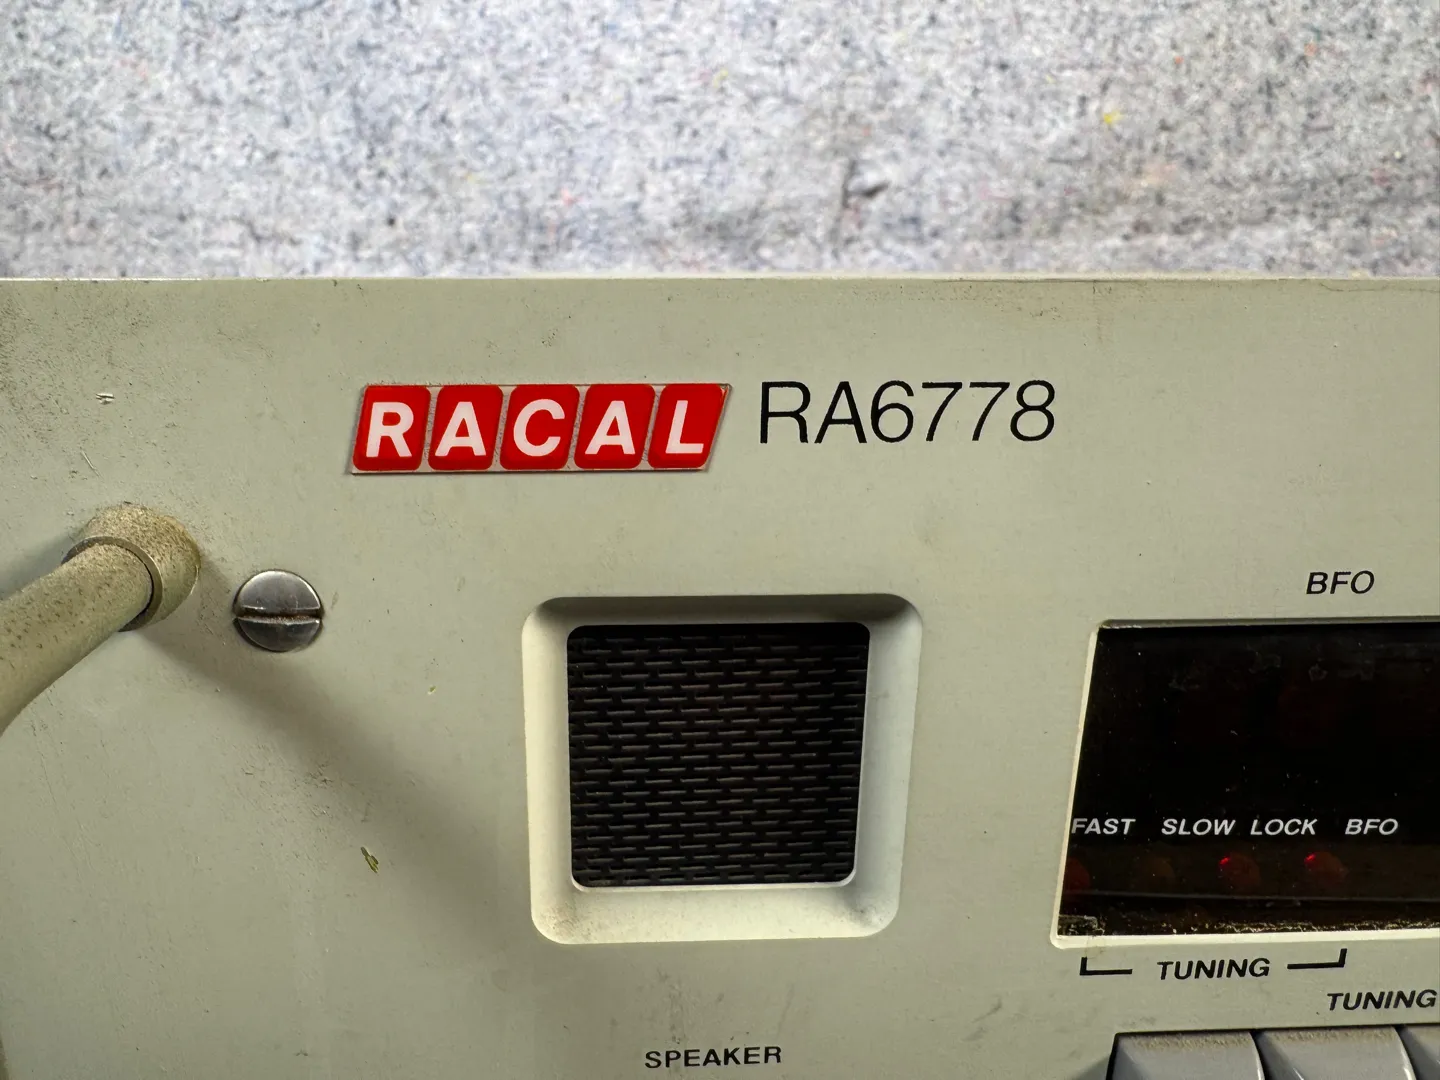 RACAL RA6778
BFO
FAST SLOW LOCK BFO
TUNING
TUNING
SPEAKER